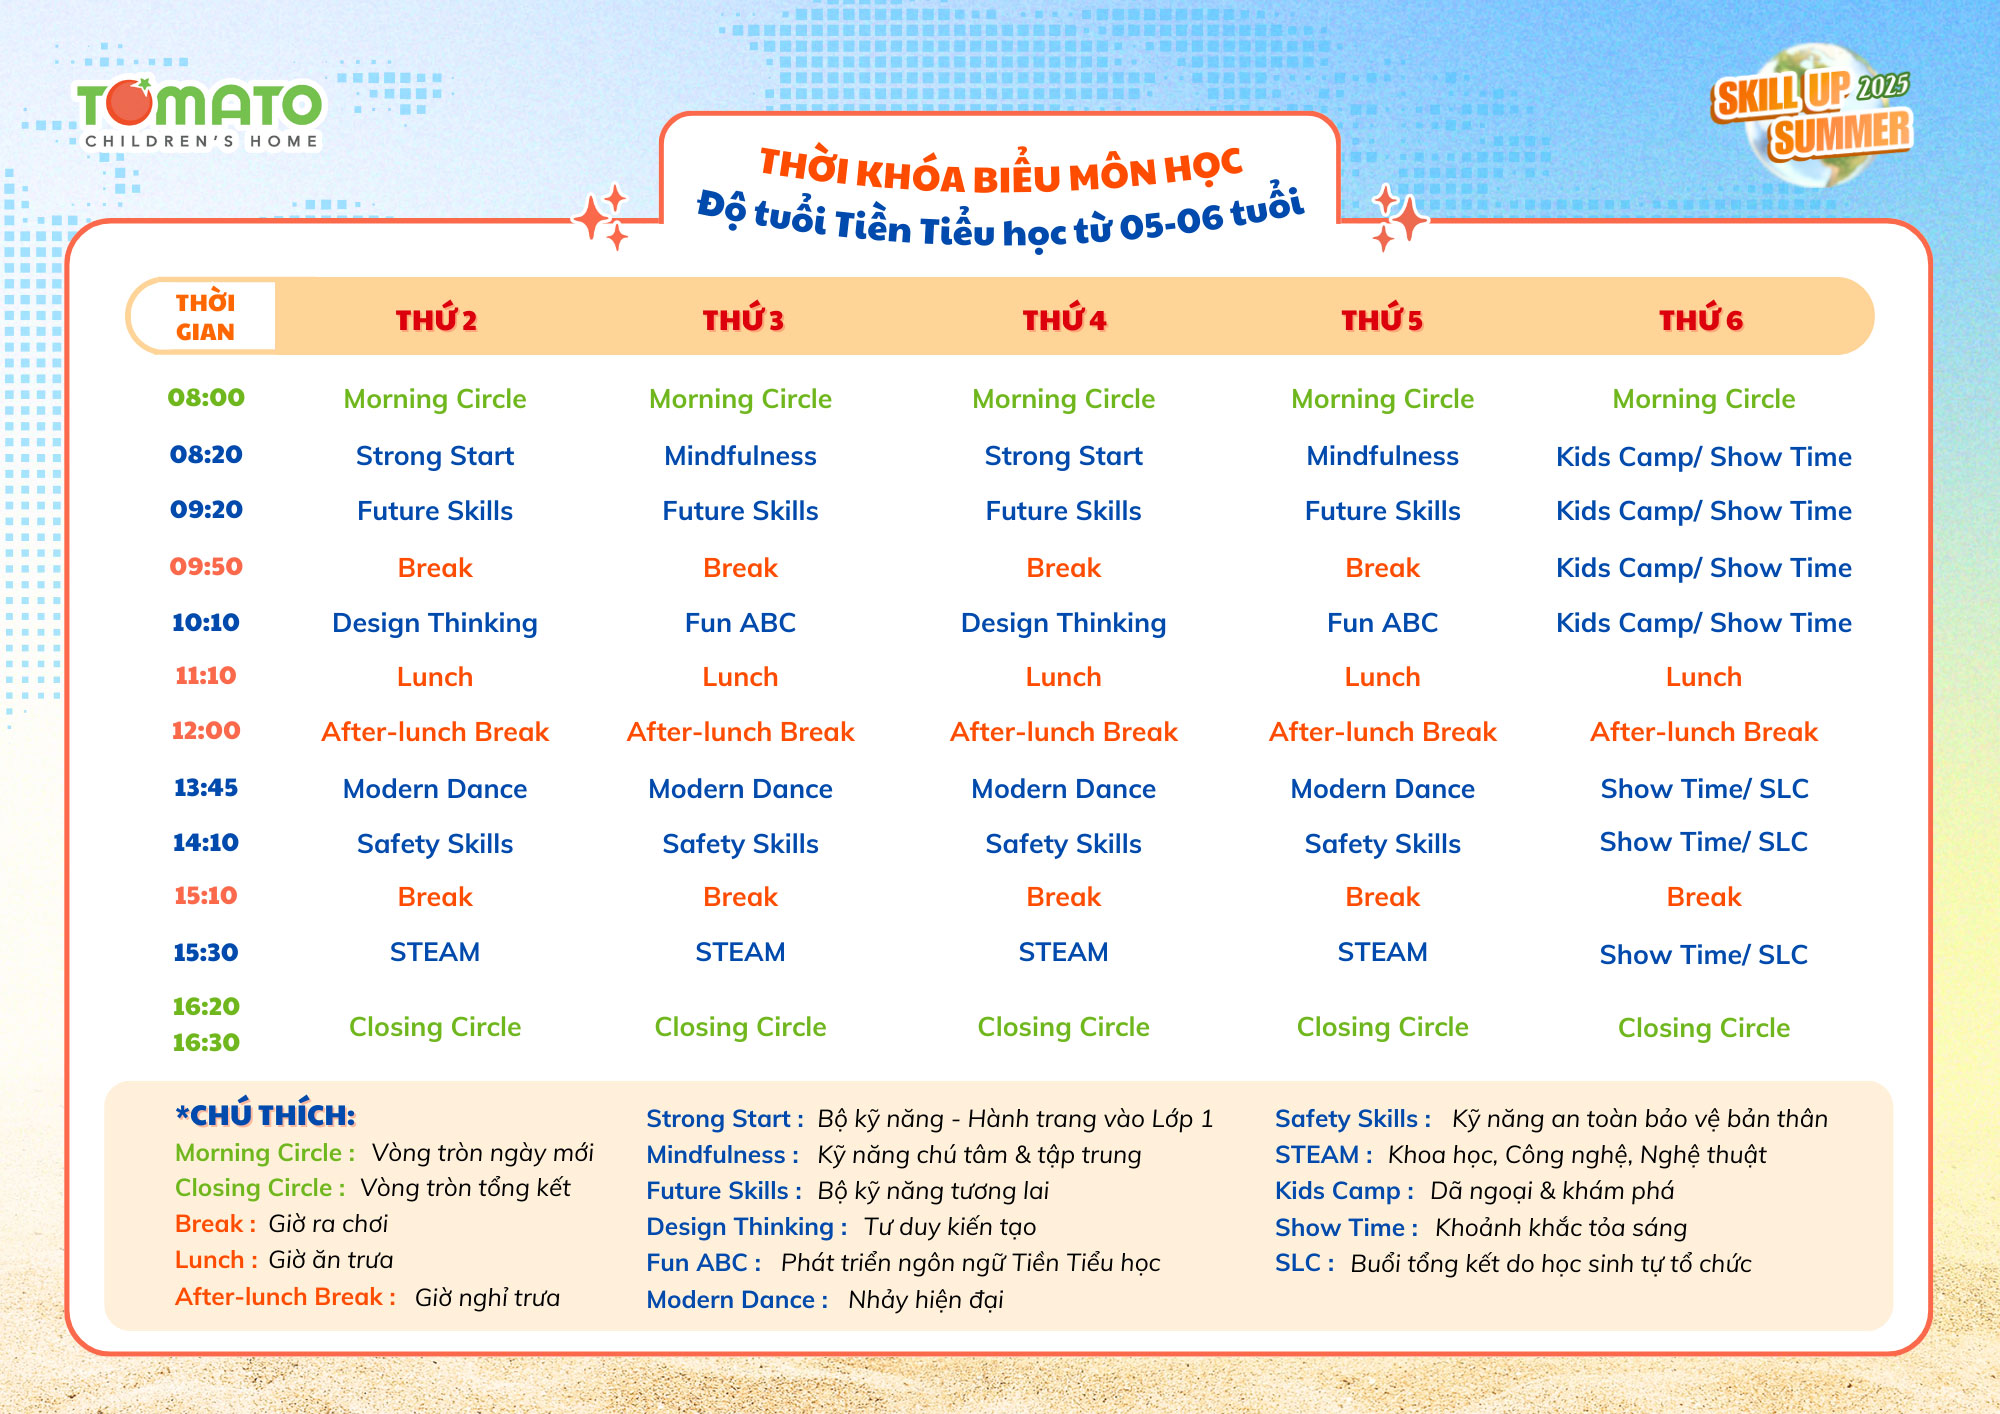 TOMATO
CHILDREN'S HOME
SKILL UP 2025
SUMMER
THỜI KHÓA BIỂU MÔN HỌC
Độ tuổi Tiền Tiểu học từ 05-06 tuổi
THỜI GIAN THỨ 2 THỨ 3 THỨ 4 THỨ 5 THỨ 6
08:00 Morning Circle Morning Circle Morning Circle Morning Circle Morning Circle
08:20 Strong Start Mindfulness Strong Start Mindfulness Kids Camp/ Show Time
09:20 Future Skills Future Skills Future Skills Future Skills Kids Camp/ Show Time
09:50 Break Break Break Break Kids Camp/ Show Time
10:10 Design Thinking Fun ABC Design Thinking Fun ABC Kids Camp/ Show Time
11:10 Lunch Lunch Lunch Lunch Lunch
12:00 After-lunch Break After-lunch Break After-lunch Break After-lunch Break After-lunch Break
13:45 Modern Dance Modern Dance Modern Dance Modern Dance Show Time/ SLC
14:10 Safety Skills Safety Skills Safety Skills Safety Skills Show Time/ SLC
15:10 Break Break Break Break Break
15:30 STEAM STEAM STEAM STEAM Show Time/ SLC
16:20
16:30 Closing Circle Closing Circle Closing Circle Closing Circle Closing Circle
*CHÚ THÍCH:
Morning Circle : Vòng tròn ngày mới
Closing Circle : Vòng tròn tổng kết
Break : Giờ ra chơi
Lunch : Giờ ăn trưa
After-lunch Break : Giờ nghỉ trưa
Strong Start : Bộ kỹ năng - Hành trang vào Lớp 1
Mindfulness : Kỹ năng chú tâm & tập trung
Future Skills : Bộ kỹ năng tương lai
Design Thinking : Tư duy kiến tạo
Fun ABC : Phát triển ngôn ngữ Tiền Tiểu học
Modern Dance : Nhảy hiện đại
Safety Skills : Kỹ năng an toàn bảo vệ bản thân
STEAM : Khoa học, Công nghệ, Nghệ thuật
Kids Camp : Dã ngoại & khám phá
Show Time : Khoảnh khắc tỏa sáng
SLC : Buổi tổng kết do học sinh tự tổ chức